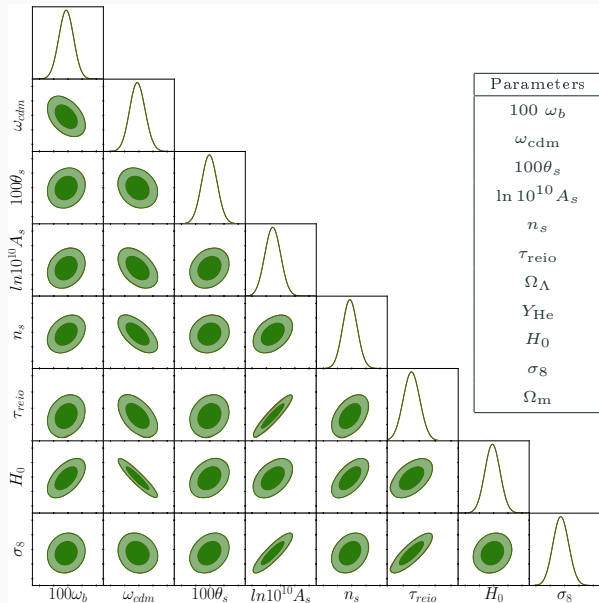 Parameters
100 ω_b
ω_cdm
100θ_s
ln 10^10 A_s
n_s
τ_reio
Ω_Λ
Y_He
H_0
σ_8
Ω_m
ω_cdm
100θ_s
ln10^10 A_s
n_s
τ_reio
H_0
σ_8
100ω_b ω_cdm 100θ_s ln10^10 A_s n_s τ_reio H_0 σ_8